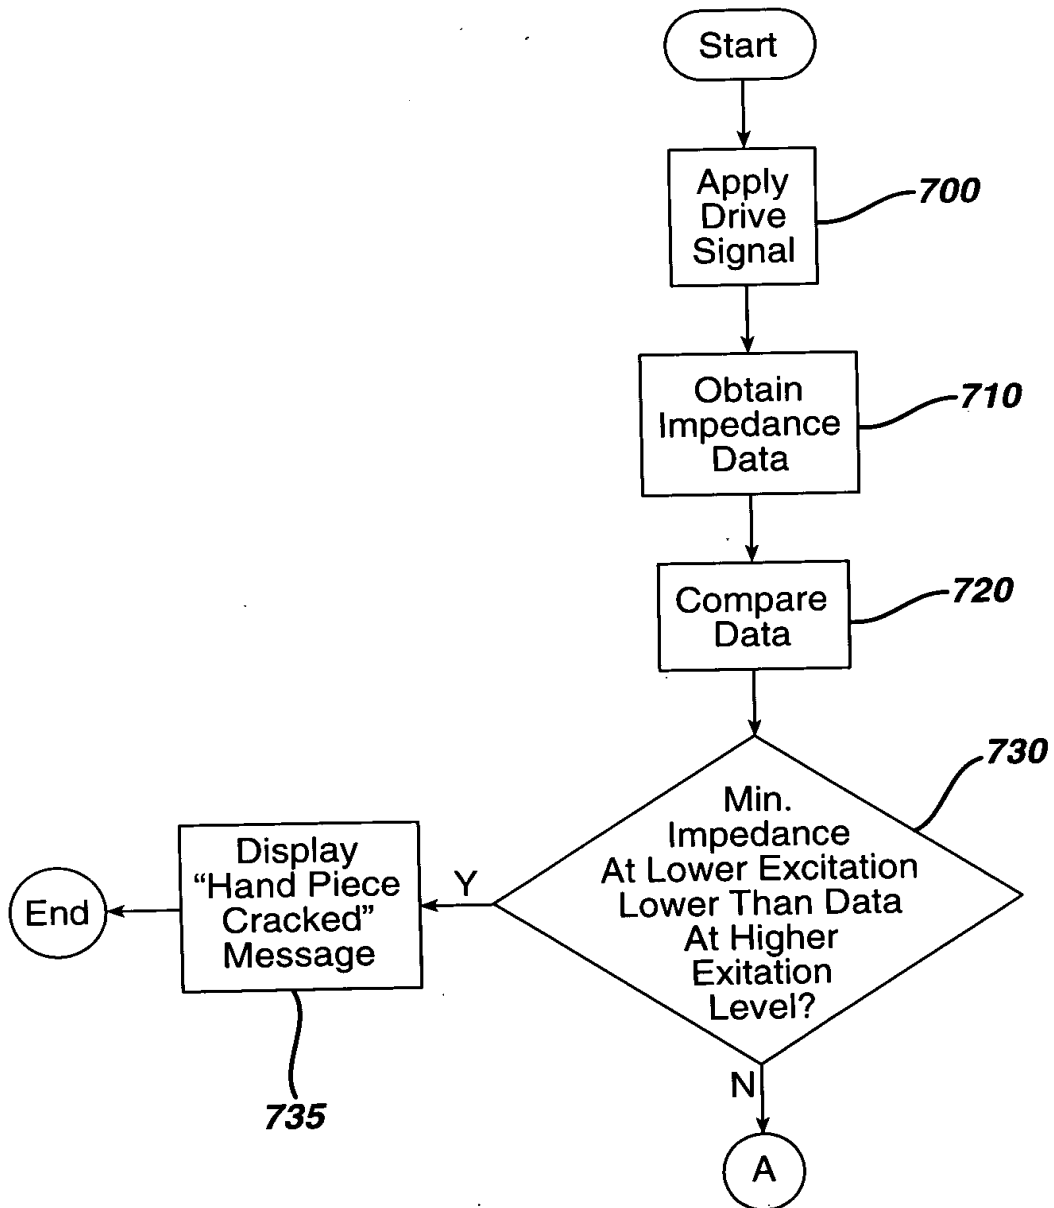 Start
Apply
Drive
Signal
700
Obtain
Impedance
Data
710
Compare
Data
720
Min.
Impedance
At Lower Excitation
Lower Than Data
At Higher
Exitation
Level?
730
Y
Display
“Hand Piece
Cracked”
Message
735
End
N
A